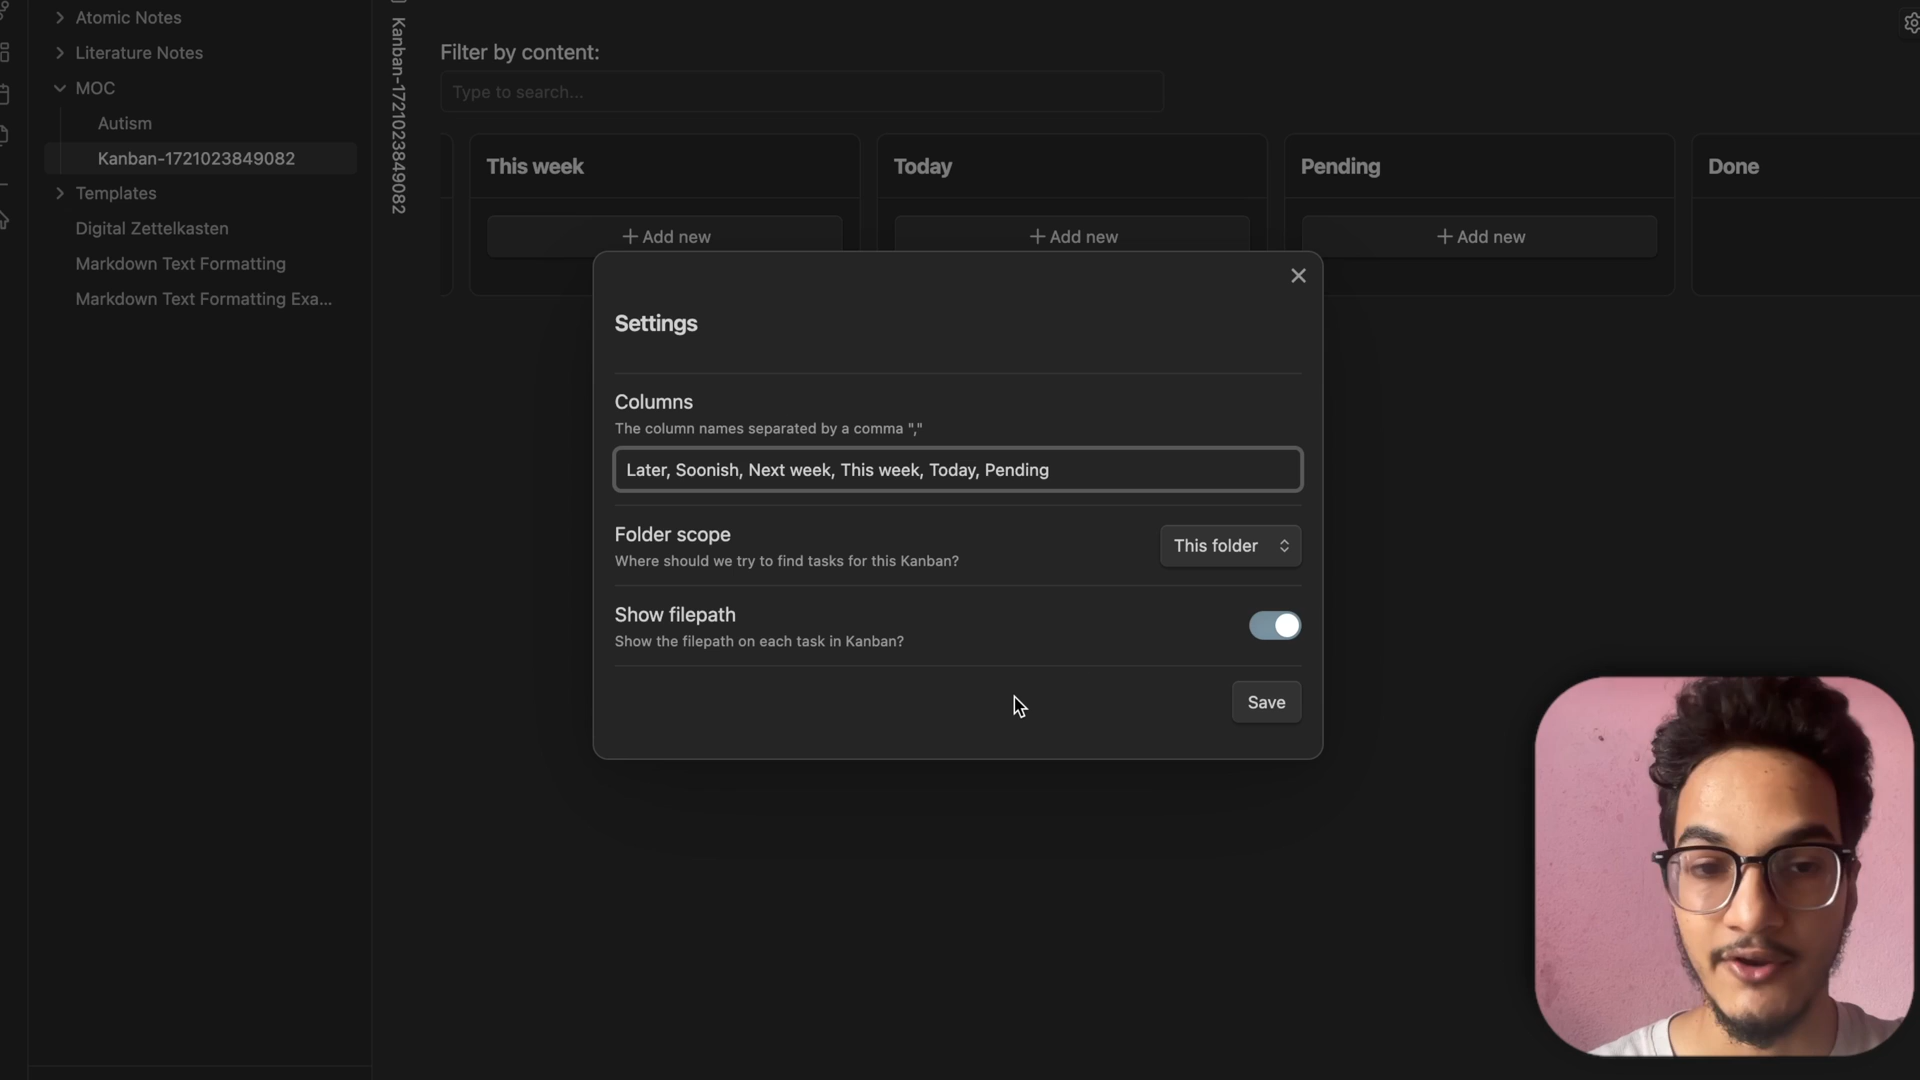 Atomic Notes
Literature Notes
MOC
Autism
Kanban-1721023849082
Templates
Digital Zettelkasten
Markdown Text Formatting
Markdown Text Formatting Exa...
Kanban-1721023849082
Filter by content:
Type to search...
This week
Today
Pending
Done
+ Add new
+ Add new
+ Add new
Settings
Columns
The column names separated by a comma ","
Later, Soonish, Next week, This week, Today, Pending
Folder scope
Where should we try to find tasks for this Kanban?
This folder
Show filepath
Show the filepath on each task in Kanban?
Save